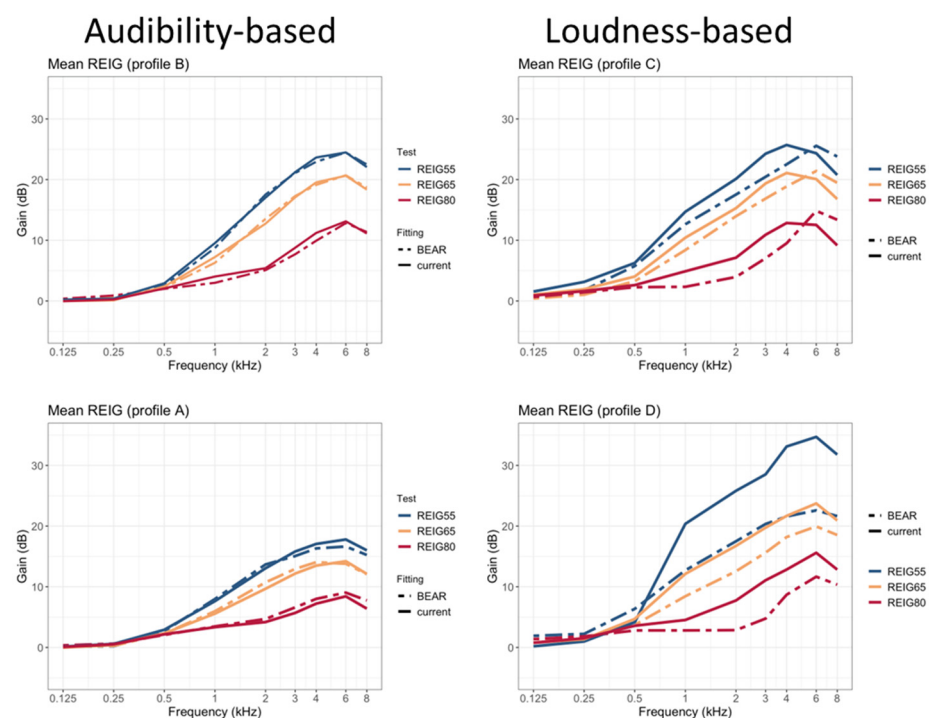 Audibility-based
Loudness-based
Mean REIG (profile B)
Gain (dB)
30
20
10
0
0.125 0.25 0.5 1 2 3 4 6 8
Frequency (kHz)
Test
REIG55
REIG65
REIG80
Fitting
BEAR
current
Mean REIG (profile C)
Gain (dB)
30
20
10
0
0.125 0.25 0.5 1 2 3 4 6 8
Frequency (kHz)
REIG55
REIG65
REIG80
BEAR
current
Mean REIG (profile A)
Gain (dB)
30
20
10
0
0.125 0.25 0.5 1 2 3 4 6 8
Frequency (kHz)
Test
REIG55
REIG65
REIG80
Fitting
BEAR
current
Mean REIG (profile D)
Gain (dB)
30
20
10
0
0.125 0.25 0.5 1 2 3 4 6 8
Frequency (kHz)
BEAR
current
REIG55
REIG65
REIG80